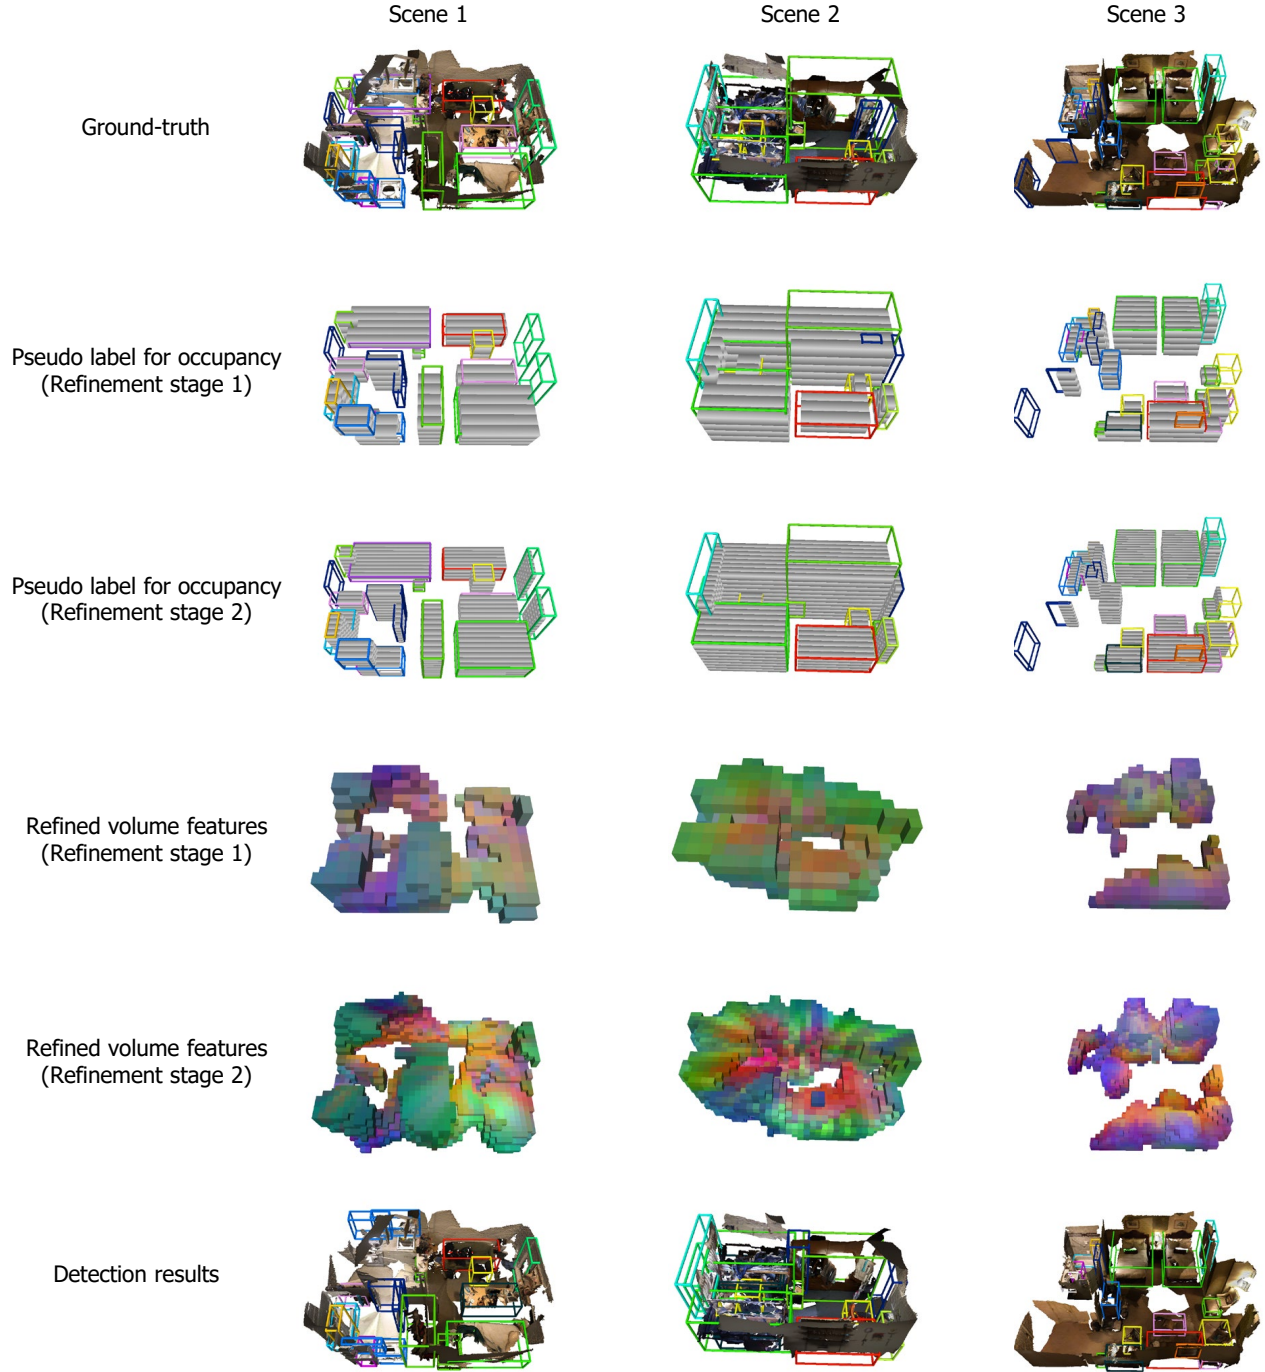 Scene 1
Scene 2
Scene 3
Ground-truth
Pseudo label for occupancy
(Refinement stage 1)
Pseudo label for occupancy
(Refinement stage 2)
Refined volume features
(Refinement stage 1)
Refined volume features
(Refinement stage 2)
Detection results